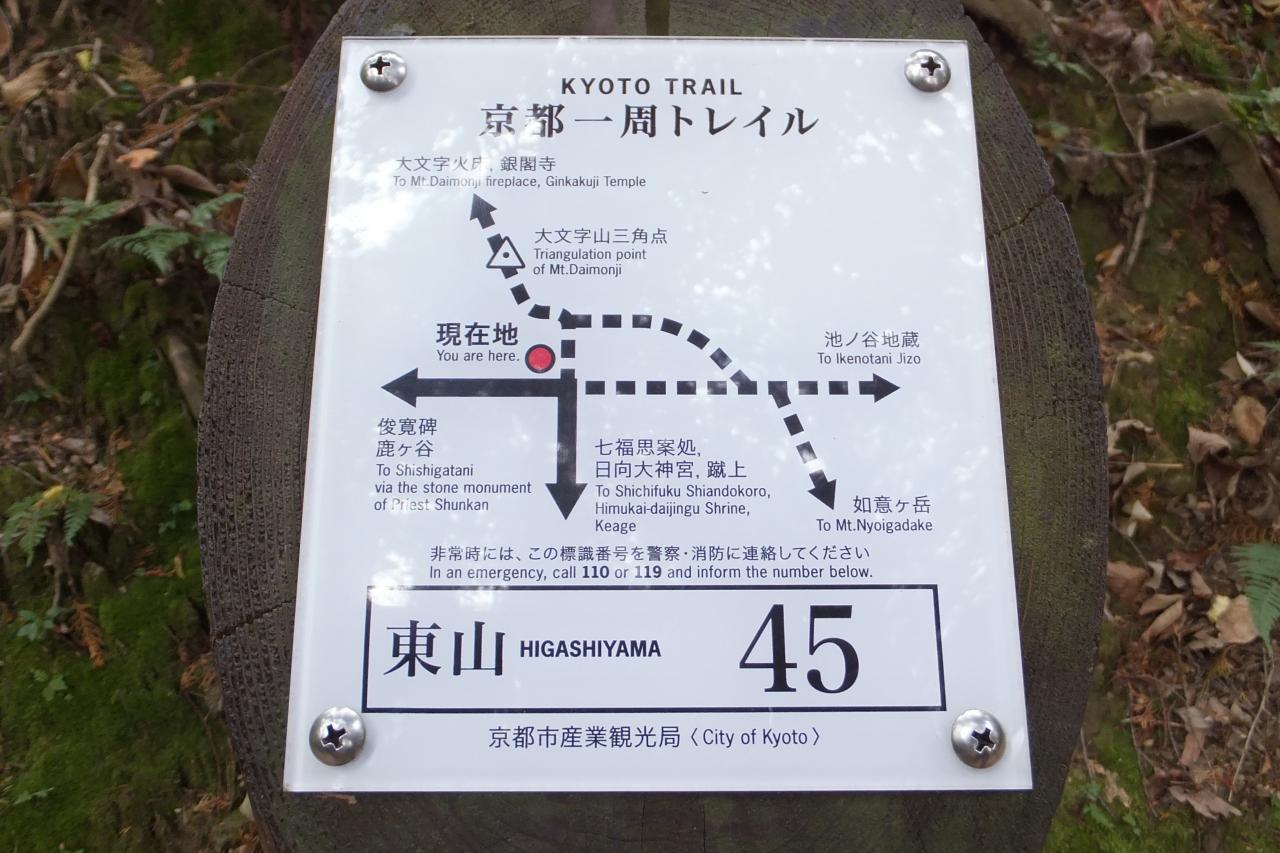 KYOTO TRAIL
京都一周トレイル
大文字火床, 銀閣寺
To Mt.Daimonji fireplace, Ginkakuji Temple
大文字山三角点
Triangulation point
of Mt.Daimonji
現在地
You are here.
池ノ谷地蔵
To Ikenotani Jizo
俊寛碑
鹿ヶ谷
To Shishigatani
via the stone monument
of Priest Shunkan
七福思案処,
日向大神宮, 蹴上
To Shichifuku Shiandokoro,
Himukai-daijingu Shrine,
Keage
如意ヶ岳
To Mt.Nyoigadake
非常時には、この標識番号を警察・消防に連絡してください
In an emergency, call 110 or 119 and inform the number below.
東山 HIGASHIYAMA 45
京都市産業観光局〈City of Kyoto〉